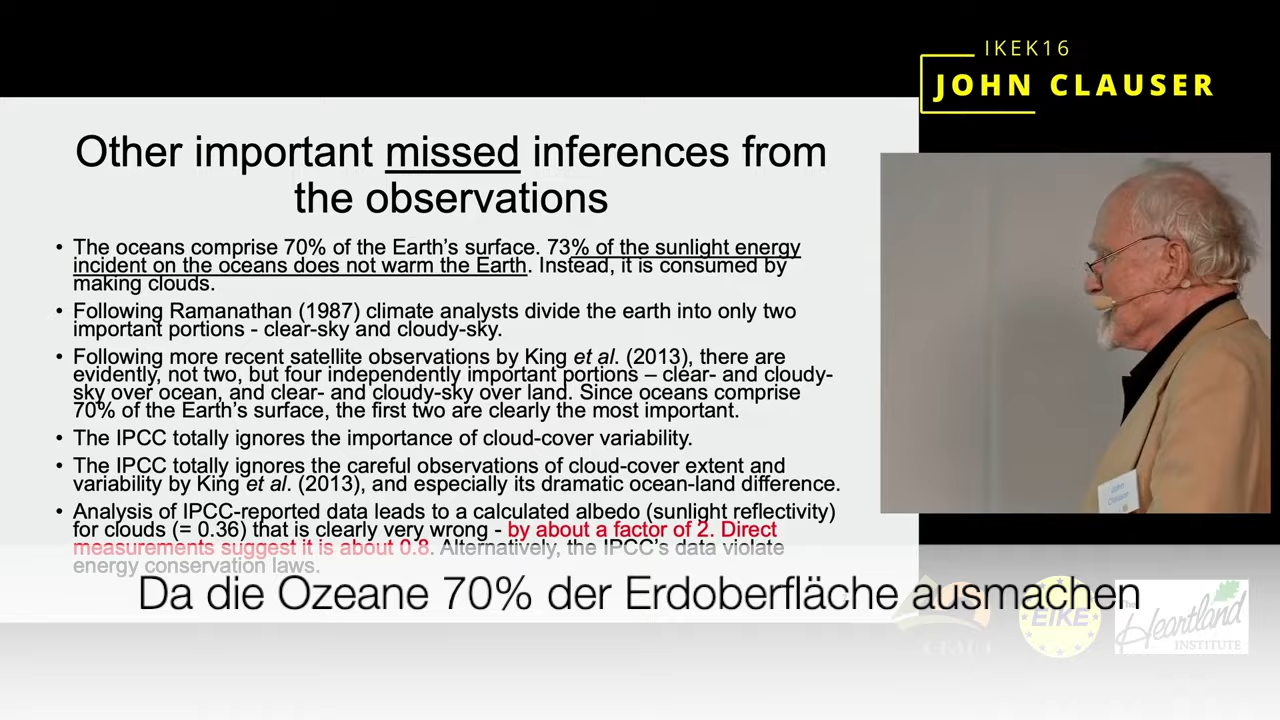 IKEK16
JOHN CLAUSER
Other important missed inferences from
the observations
• The oceans comprise 70% of the Earth's surface. 73% of the sunlight energy
incident on the oceans does not warm the Earth. Instead, it is consumed by
making clouds.
• Following Ramanathan (1987) climate analysts divide the earth into only two
important portions - clear-sky and cloudy-sky.
• Following more recent satellite observations by King et al. (2013), there are
evidently, not two, but four independently important portions – clear- and cloudy-
sky over ocean, and clear- and cloudy-sky over land. Since oceans comprise
70% of the Earth's surface, the first two are clearly the most important.
• The IPCC totally ignores the importance of cloud-cover variability.
• The IPCC totally ignores the careful observations of cloud-cover extent and
variability by King et al. (2013), and especially its dramatic ocean-land difference.
• Analysis of IPCC-reported data leads to a calculated albedo (sunlight reflectivity)
for clouds (= 0.36) that is clearly very wrong - by about a factor of 2. Direct
measurements suggest it is about 0.8. Alternatively, the IPCC's data violate
energy conservation laws.
Da die Ozeane 70% der Erdoberfläche ausmachen
John
Clauser
EIKE
The
Heartland
INSTITUTE